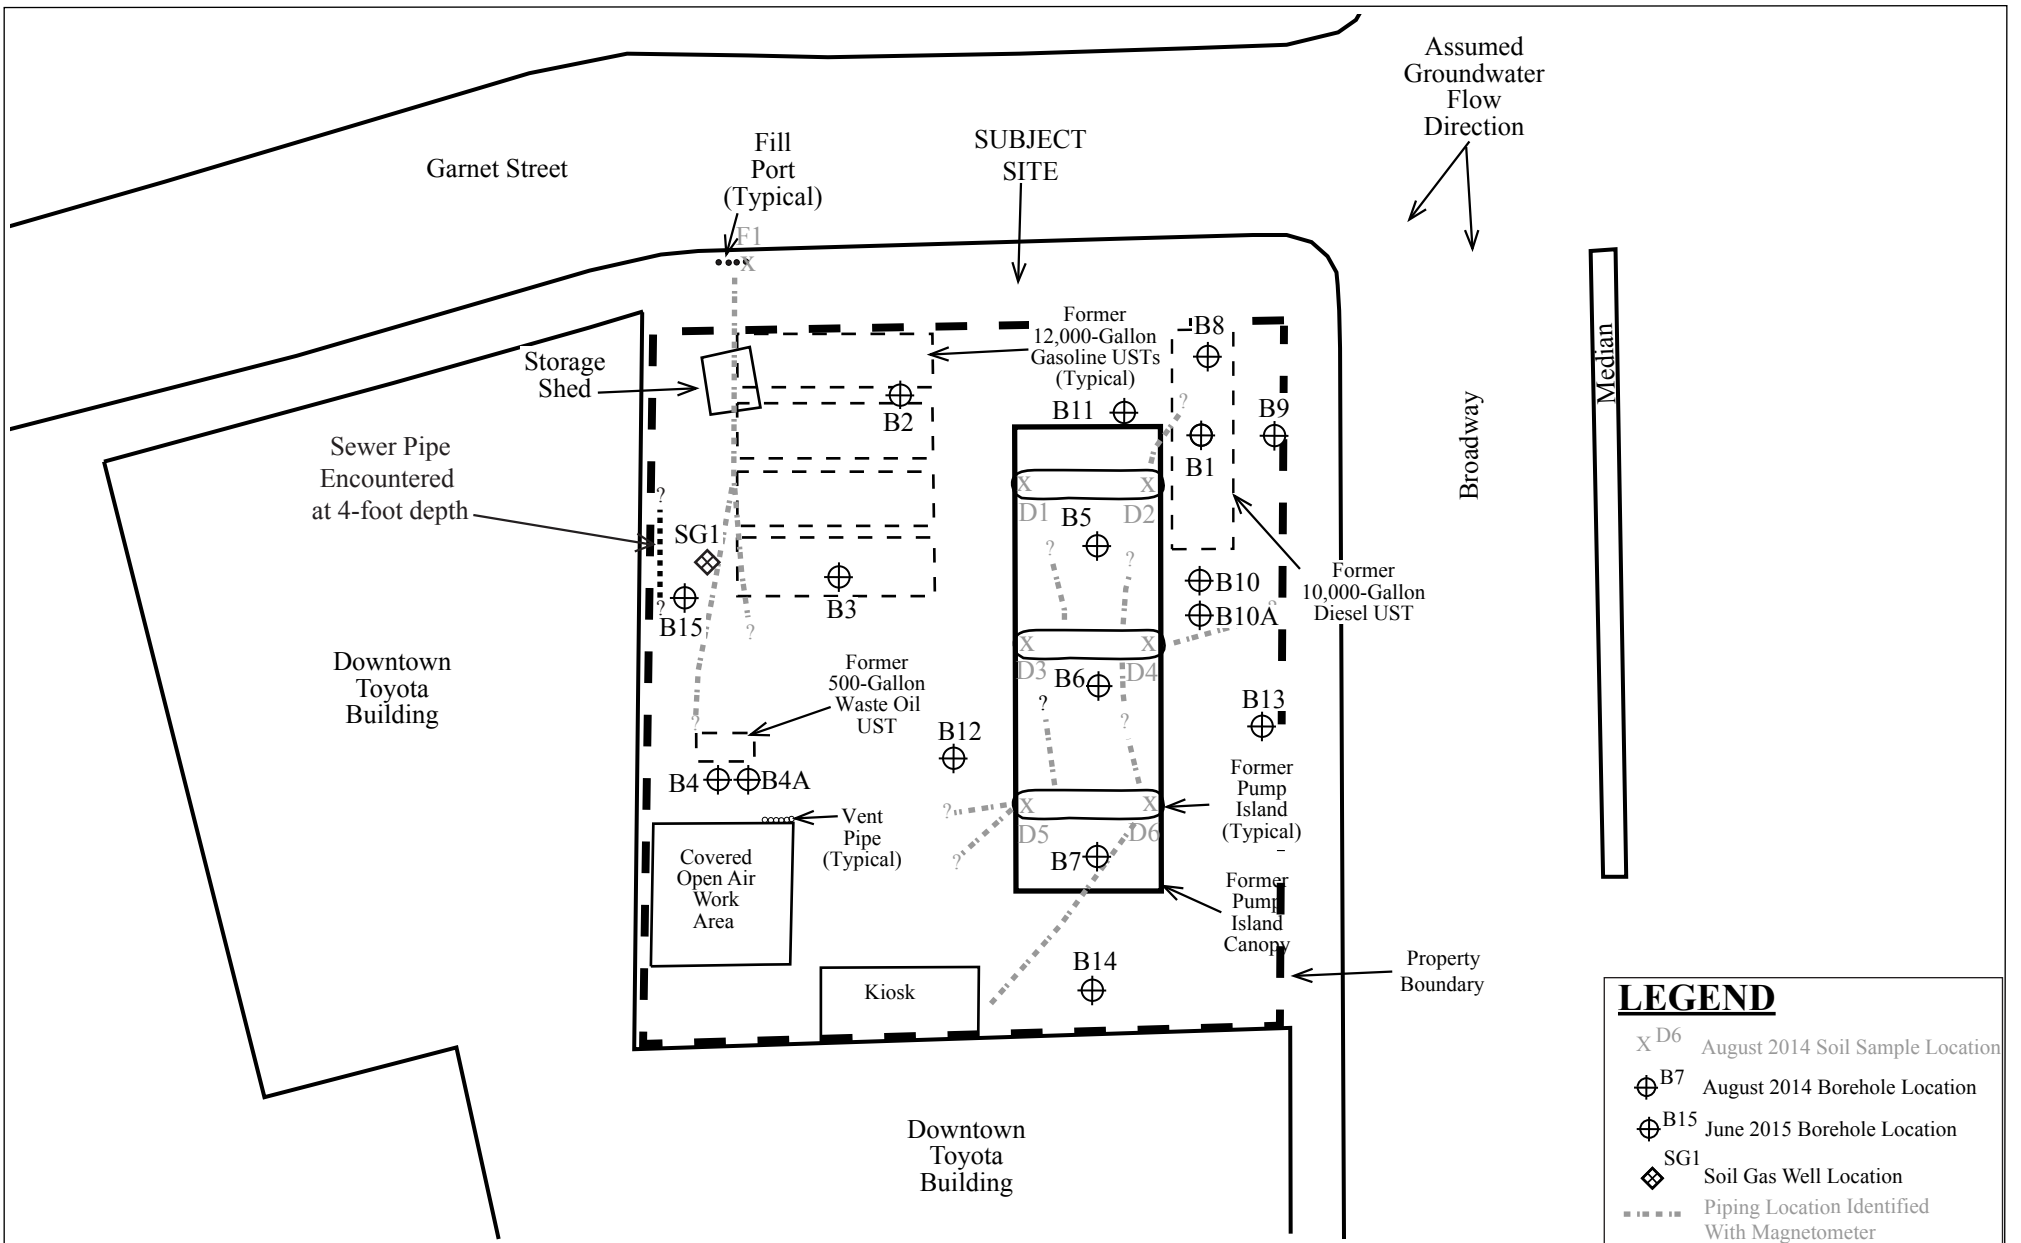 Assumed
Groundwater
Flow
Direction
Garnet Street
Fill
Port
(Typical)
SUBJECT
SITE
F1
X
Former
12,000-Gallon
Gasoline USTs
(Typical)
B8
Storage
Shed
Median
B2
B11
?
B9
Broadway
Sewer Pipe
Encountered
at 4-foot depth
?
B1
X
X
D1
D2
B5
SG1
?
?
B3
B10
Former
10,000-Gallon
Diesel UST
?
B15
?
B10A
?
X
X
D3
D4
Downtown
Toyota
Building
Former
500-Gallon
Waste Oil
UST
B6
?
?
?
B13
B12
B4
B4A
Former
Pump
Island
(Typical)
?
X
X
D5
D6
Vent
Pipe
(Typical)
?
B7
Covered
Open Air
Work
Area
Former
Pump
Island
Canopy
Property
Boundary
B14
Kiosk
Downtown
Toyota
Building
LEGEND
X D6 August 2014 Soil Sample Location
B7 August 2014 Borehole Location
B15 June 2015 Borehole Location
SG1 Soil Gas Well Location
Piping Location Identified
With Magnetometer